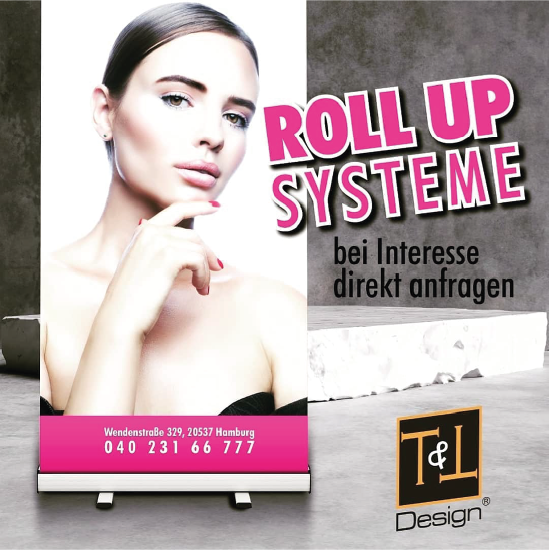 ROLL UP
SYSTEME
bei Interesse
direkt anfragen
Wendenstraße 329, 20537 Hamburg
040 231 66 777
T&L
Design®